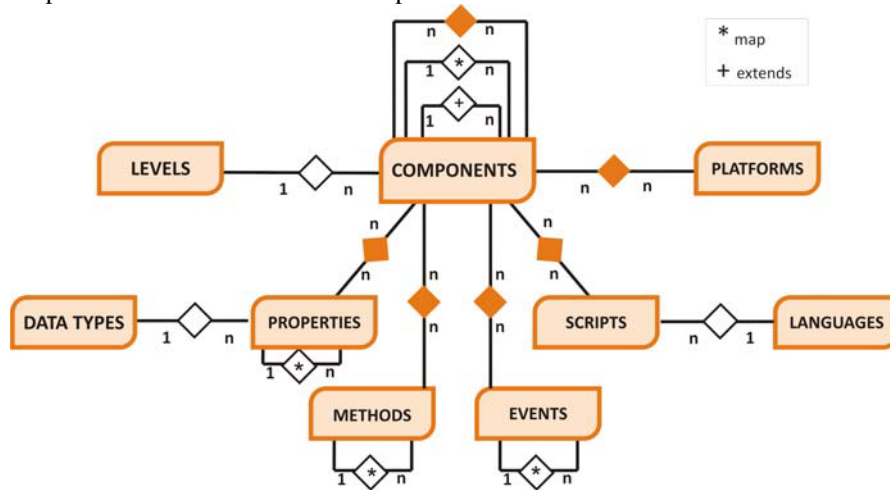 n n
* map
1 * n
+ extends
1 + n
LEVELS
COMPONENTS
PLATFORMS
1 n
n n
n n
n n
n n
n n
DATA TYPES
PROPERTIES
SCRIPTS
LANGUAGES
1 n
n 1
1 * n
METHODS
EVENTS
1 * n
1 * n